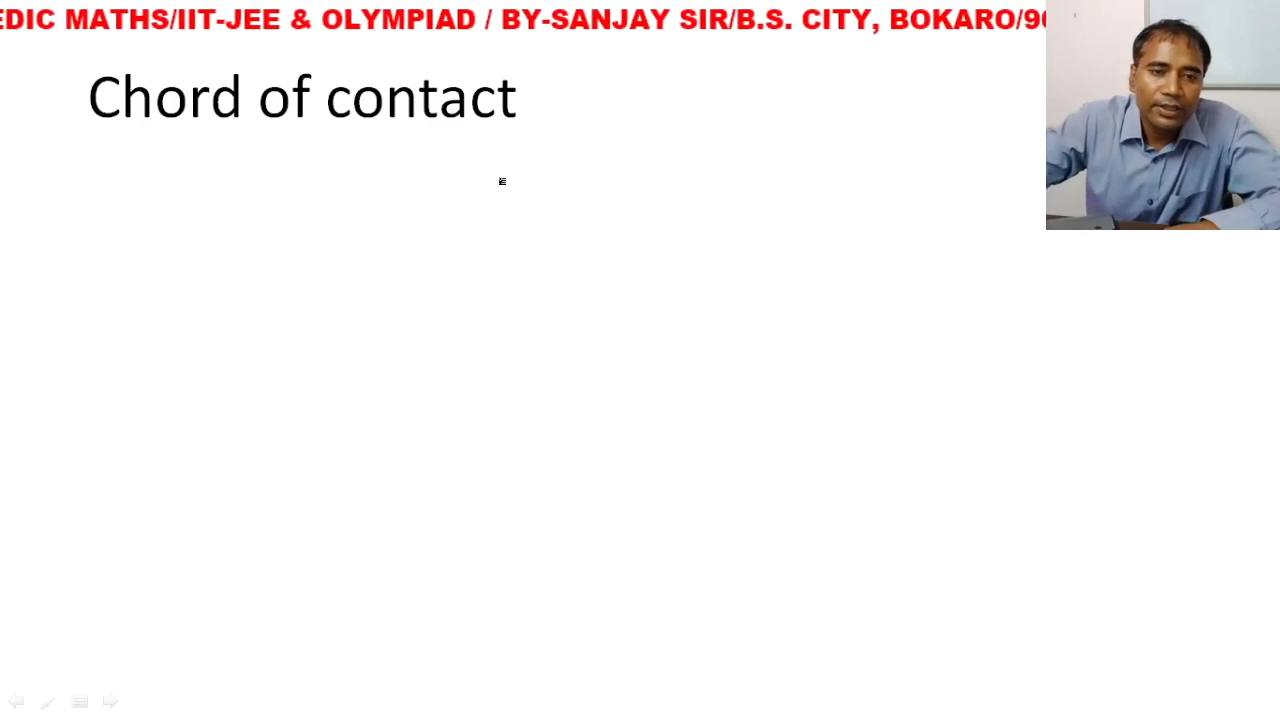 EDIC MATHS/IIT-JEE & OLYMPIAD / BY-SANJAY SIR/B.S. CITY, BOKARO/9
Chord of contact